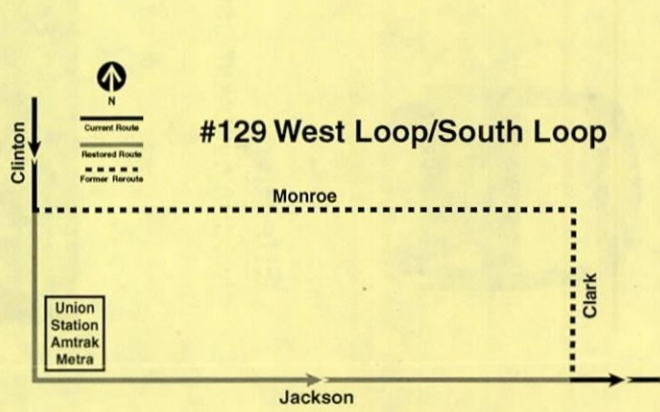 N
Current Route
Restored Route
Former Reroute
#129 West Loop/South Loop
Clinton
Monroe
Clark
Union
Station
Amtrak
Metra
Jackson